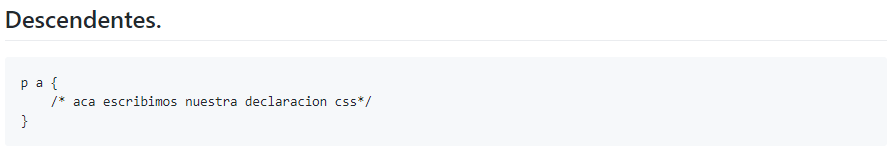 Descendentes.
p a {
    /* aca escribimos nuestra declaracion css*/
}